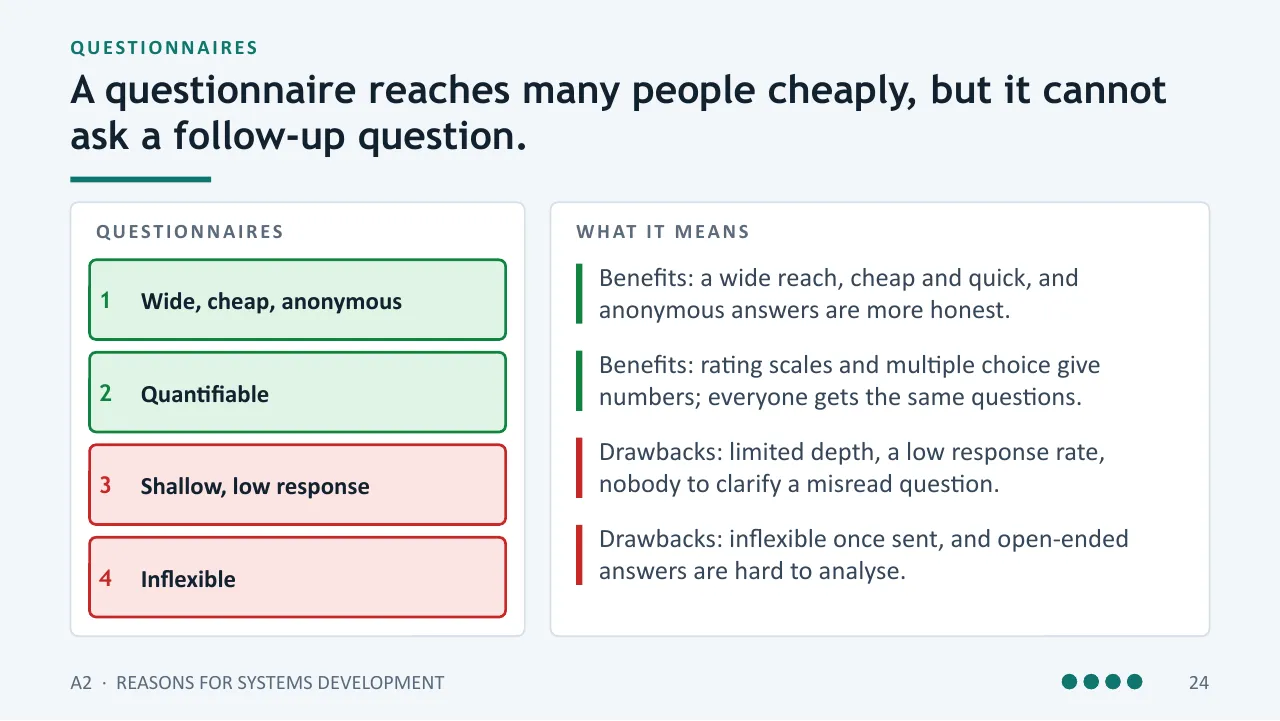 QUESTIONNAIRES
A questionnaire reaches many people cheaply, but it cannot
ask a follow-up question.
QUESTIONNAIRES
1 Wide, cheap, anonymous
2 Quantifiable
3 Shallow, low response
4 Inflexible
WHAT IT MEANS
Benefits: a wide reach, cheap and quick, and
anonymous answers are more honest.
Benefits: rating scales and multiple choice give
numbers; everyone gets the same questions.
Drawbacks: limited depth, a low response rate,
nobody to clarify a misread question.
Drawbacks: inflexible once sent, and open-ended
answers are hard to analyse.
A2 · REASONS FOR SYSTEMS DEVELOPMENT
24